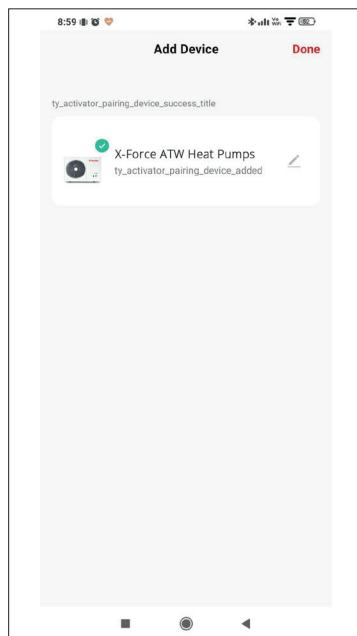 8:59
Add Device
Done
ty_activator_pairing_device_success_title
X-Force ATW Heat Pumps
ty_activator_pairing_device_added